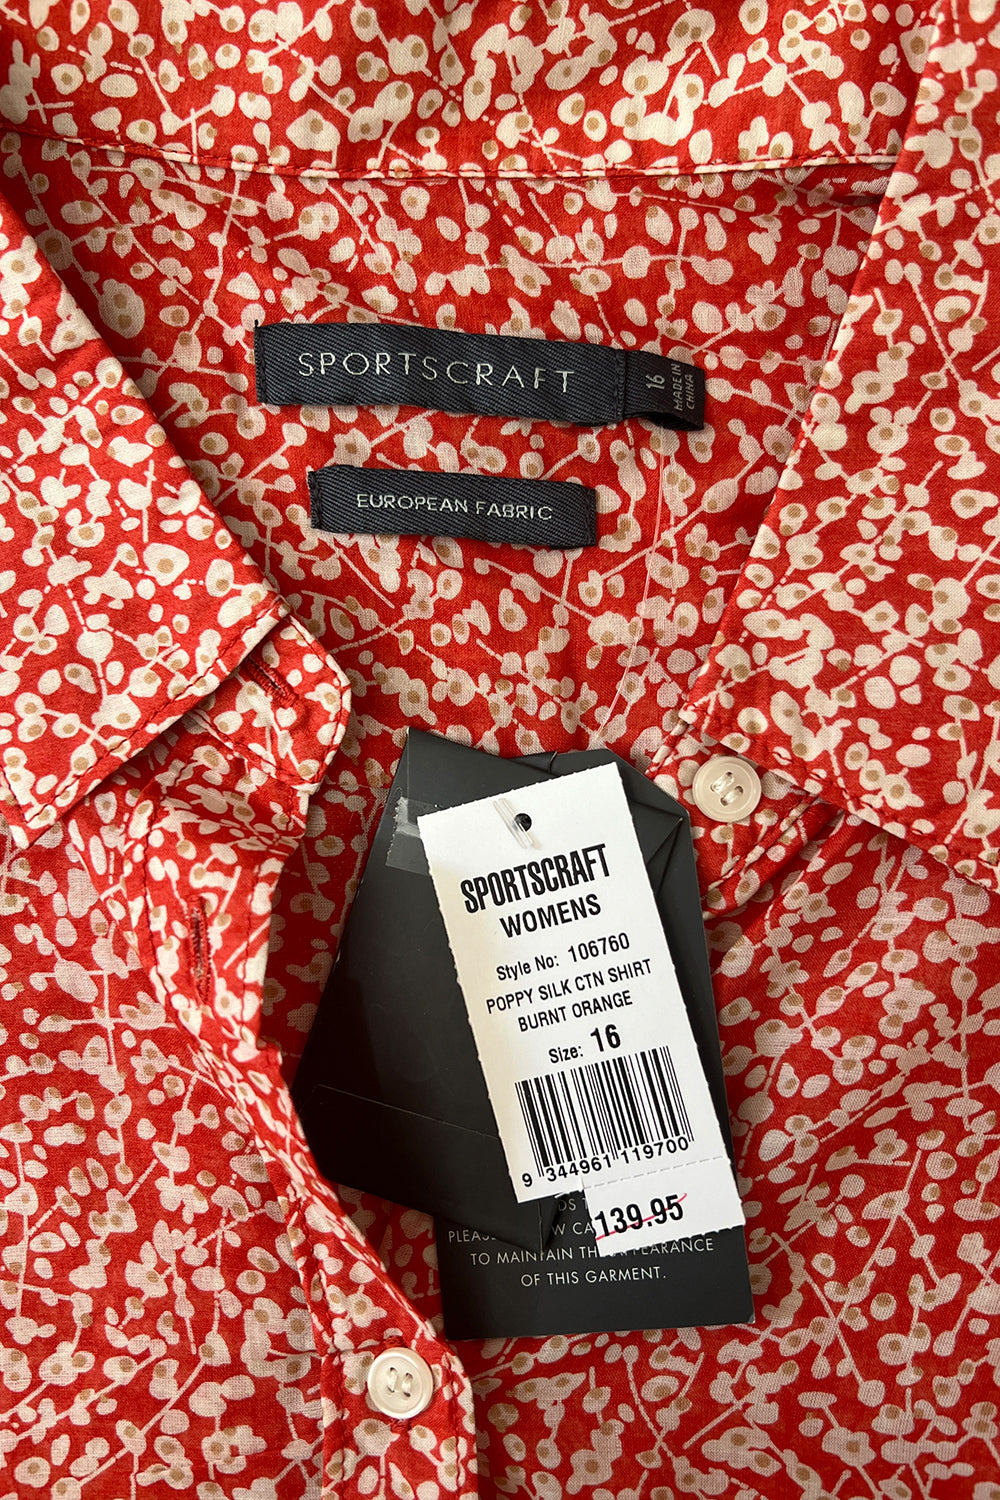 SPORTSCRAFT
16
MADE IN
CHINA
EUROPEAN FABRIC
SPORTSCRAFT
WOMENS
Style No: 106760
POPPY SILK CTN SHIRT
BURNT ORANGE
Size: 16
9 344961 119700
139.95
TO MAINTAIN THE APPEARANCE
OF THIS GARMENT.